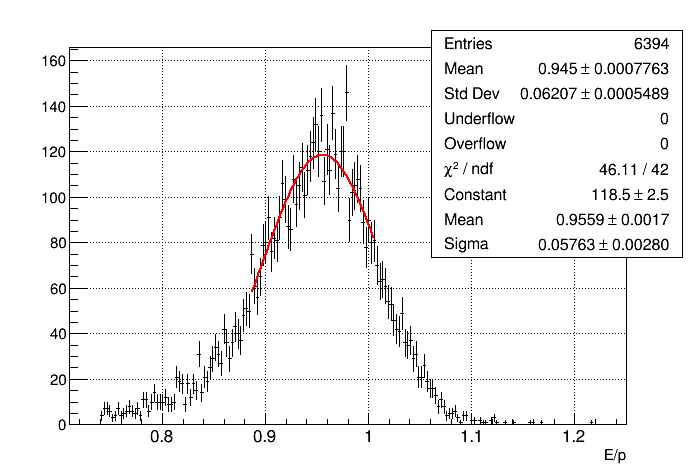 Entries 6394
Mean 0.945 ± 0.0007763
Std Dev 0.06207 ± 0.0005489
Underflow 0
Overflow 0
χ² / ndf 46.11 / 42
Constant 118.5 ± 2.5
Mean 0.9559 ± 0.0017
Sigma 0.05763 ± 0.00280
160
140
120
100
80
60
40
20
0
0.8 0.9 1 1.1 1.2
E/p